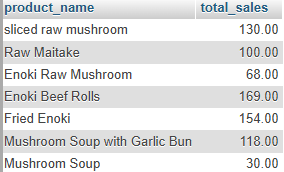 product_name total_sales
sliced raw mushroom 130.00
Raw Maitake 100.00
Enoki Raw Mushroom 68.00
Enoki Beef Rolls 169.00
Fried Enoki 154.00
Mushroom Soup with Garlic Bun 118.00
Mushroom Soup 30.00